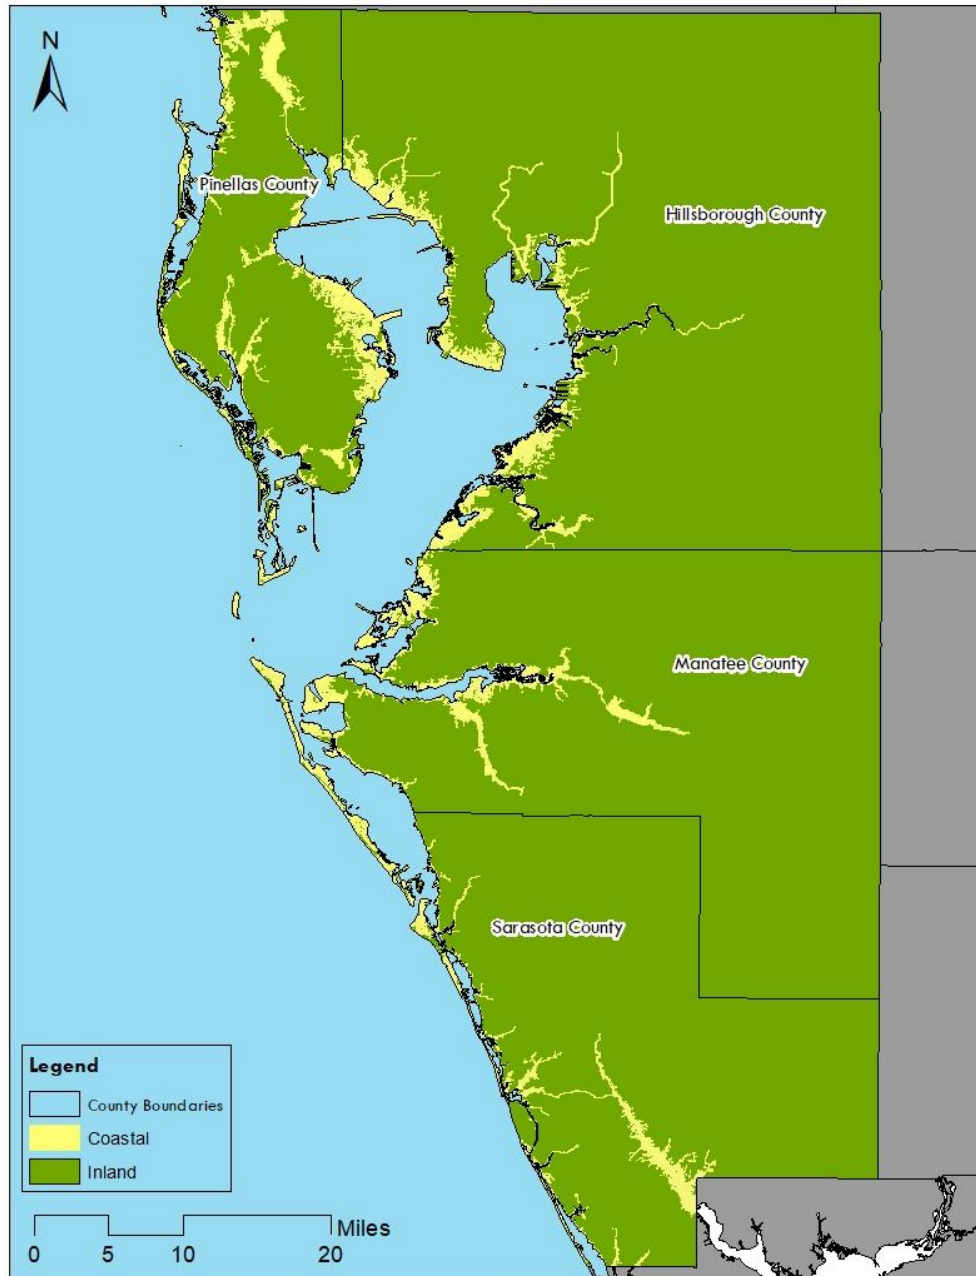 N
Pinellas County
Hillsborough County
Manatee County
Sarasota County
Legend
County Boundaries
Coastal
Inland
Miles
0 5 10 20